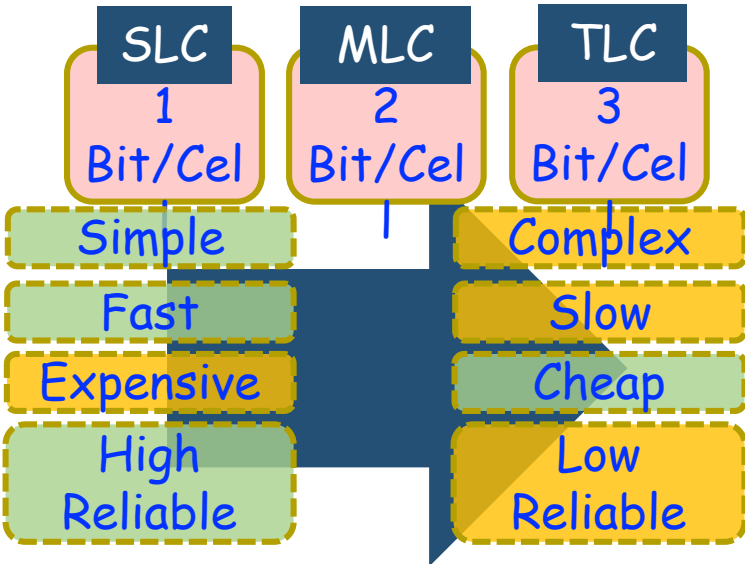 SLC
1
Bit/Cel
l
MLC
2
Bit/Cel
l
TLC
3
Bit/Cel
l
Simple
Complex
Fast
Slow
Expensive
Cheap
High
Reliable
Low
Reliable